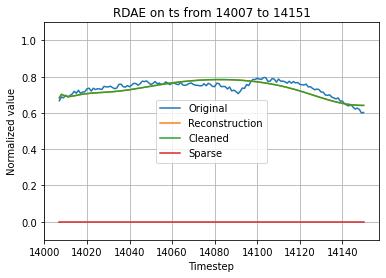 RDAE on ts from 14007 to 14151
Normalized value
1.0
0.8
0.6
0.4
0.2
0.0
Original
Reconstruction
Cleaned
Sparse
14000 14020 14040 14060 14080 14100 14120 14140
Timestep